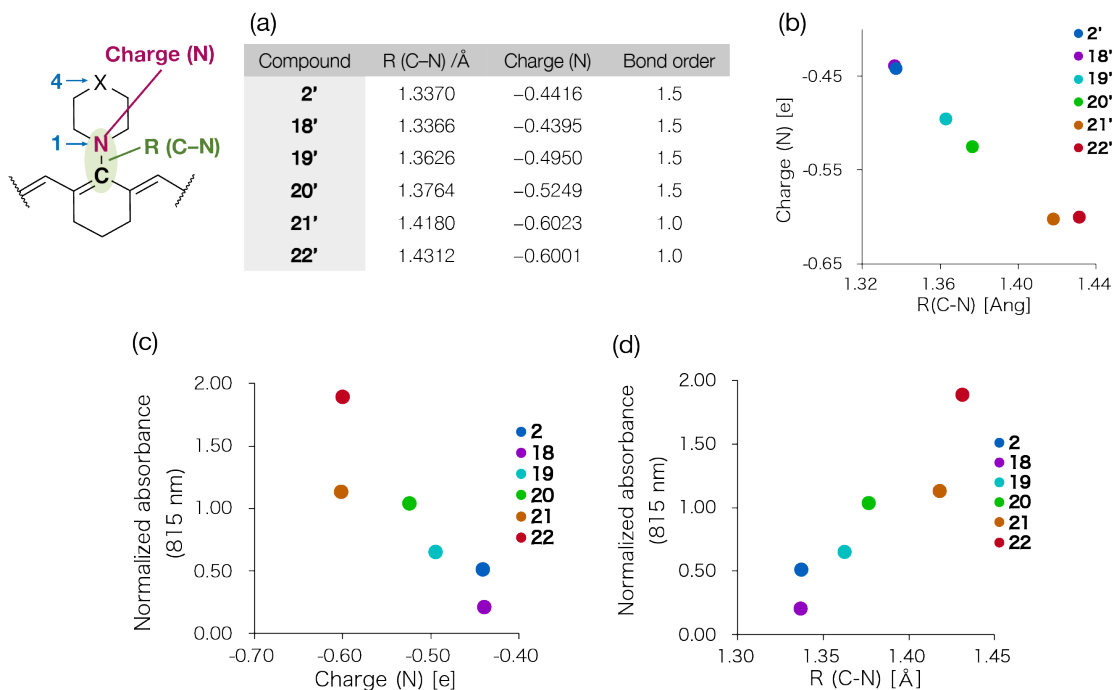 (a)
Charge (N)
4
X
1
N
R (C–N)
C
Compound R (C–N) /Å Charge (N) Bond order
2' 1.3370 –0.4416 1.5
18' 1.3366 –0.4395 1.5
19' 1.3626 –0.4950 1.5
20' 1.3764 –0.5249 1.5
21' 1.4180 –0.6023 1.0
22' 1.4312 –0.6001 1.0
(b)
Charge (N) [e]
-0.45
-0.55
-0.65
1.32 1.36 1.40 1.44
R(C-N) [Ang]
2'
18'
19'
20'
21'
22'
(c)
Normalized absorbance
(815 nm)
2.00
1.50
1.00
0.50
0.00
-0.70 -0.60 -0.50 -0.40
Charge (N) [e]
2
18
19
20
21
22
(d)
Normalized absorbance
(815 nm)
2.00
1.50
1.00
0.50
0.00
1.30 1.35 1.40 1.45
R (C-N) [Å]
2
18
19
20
21
22